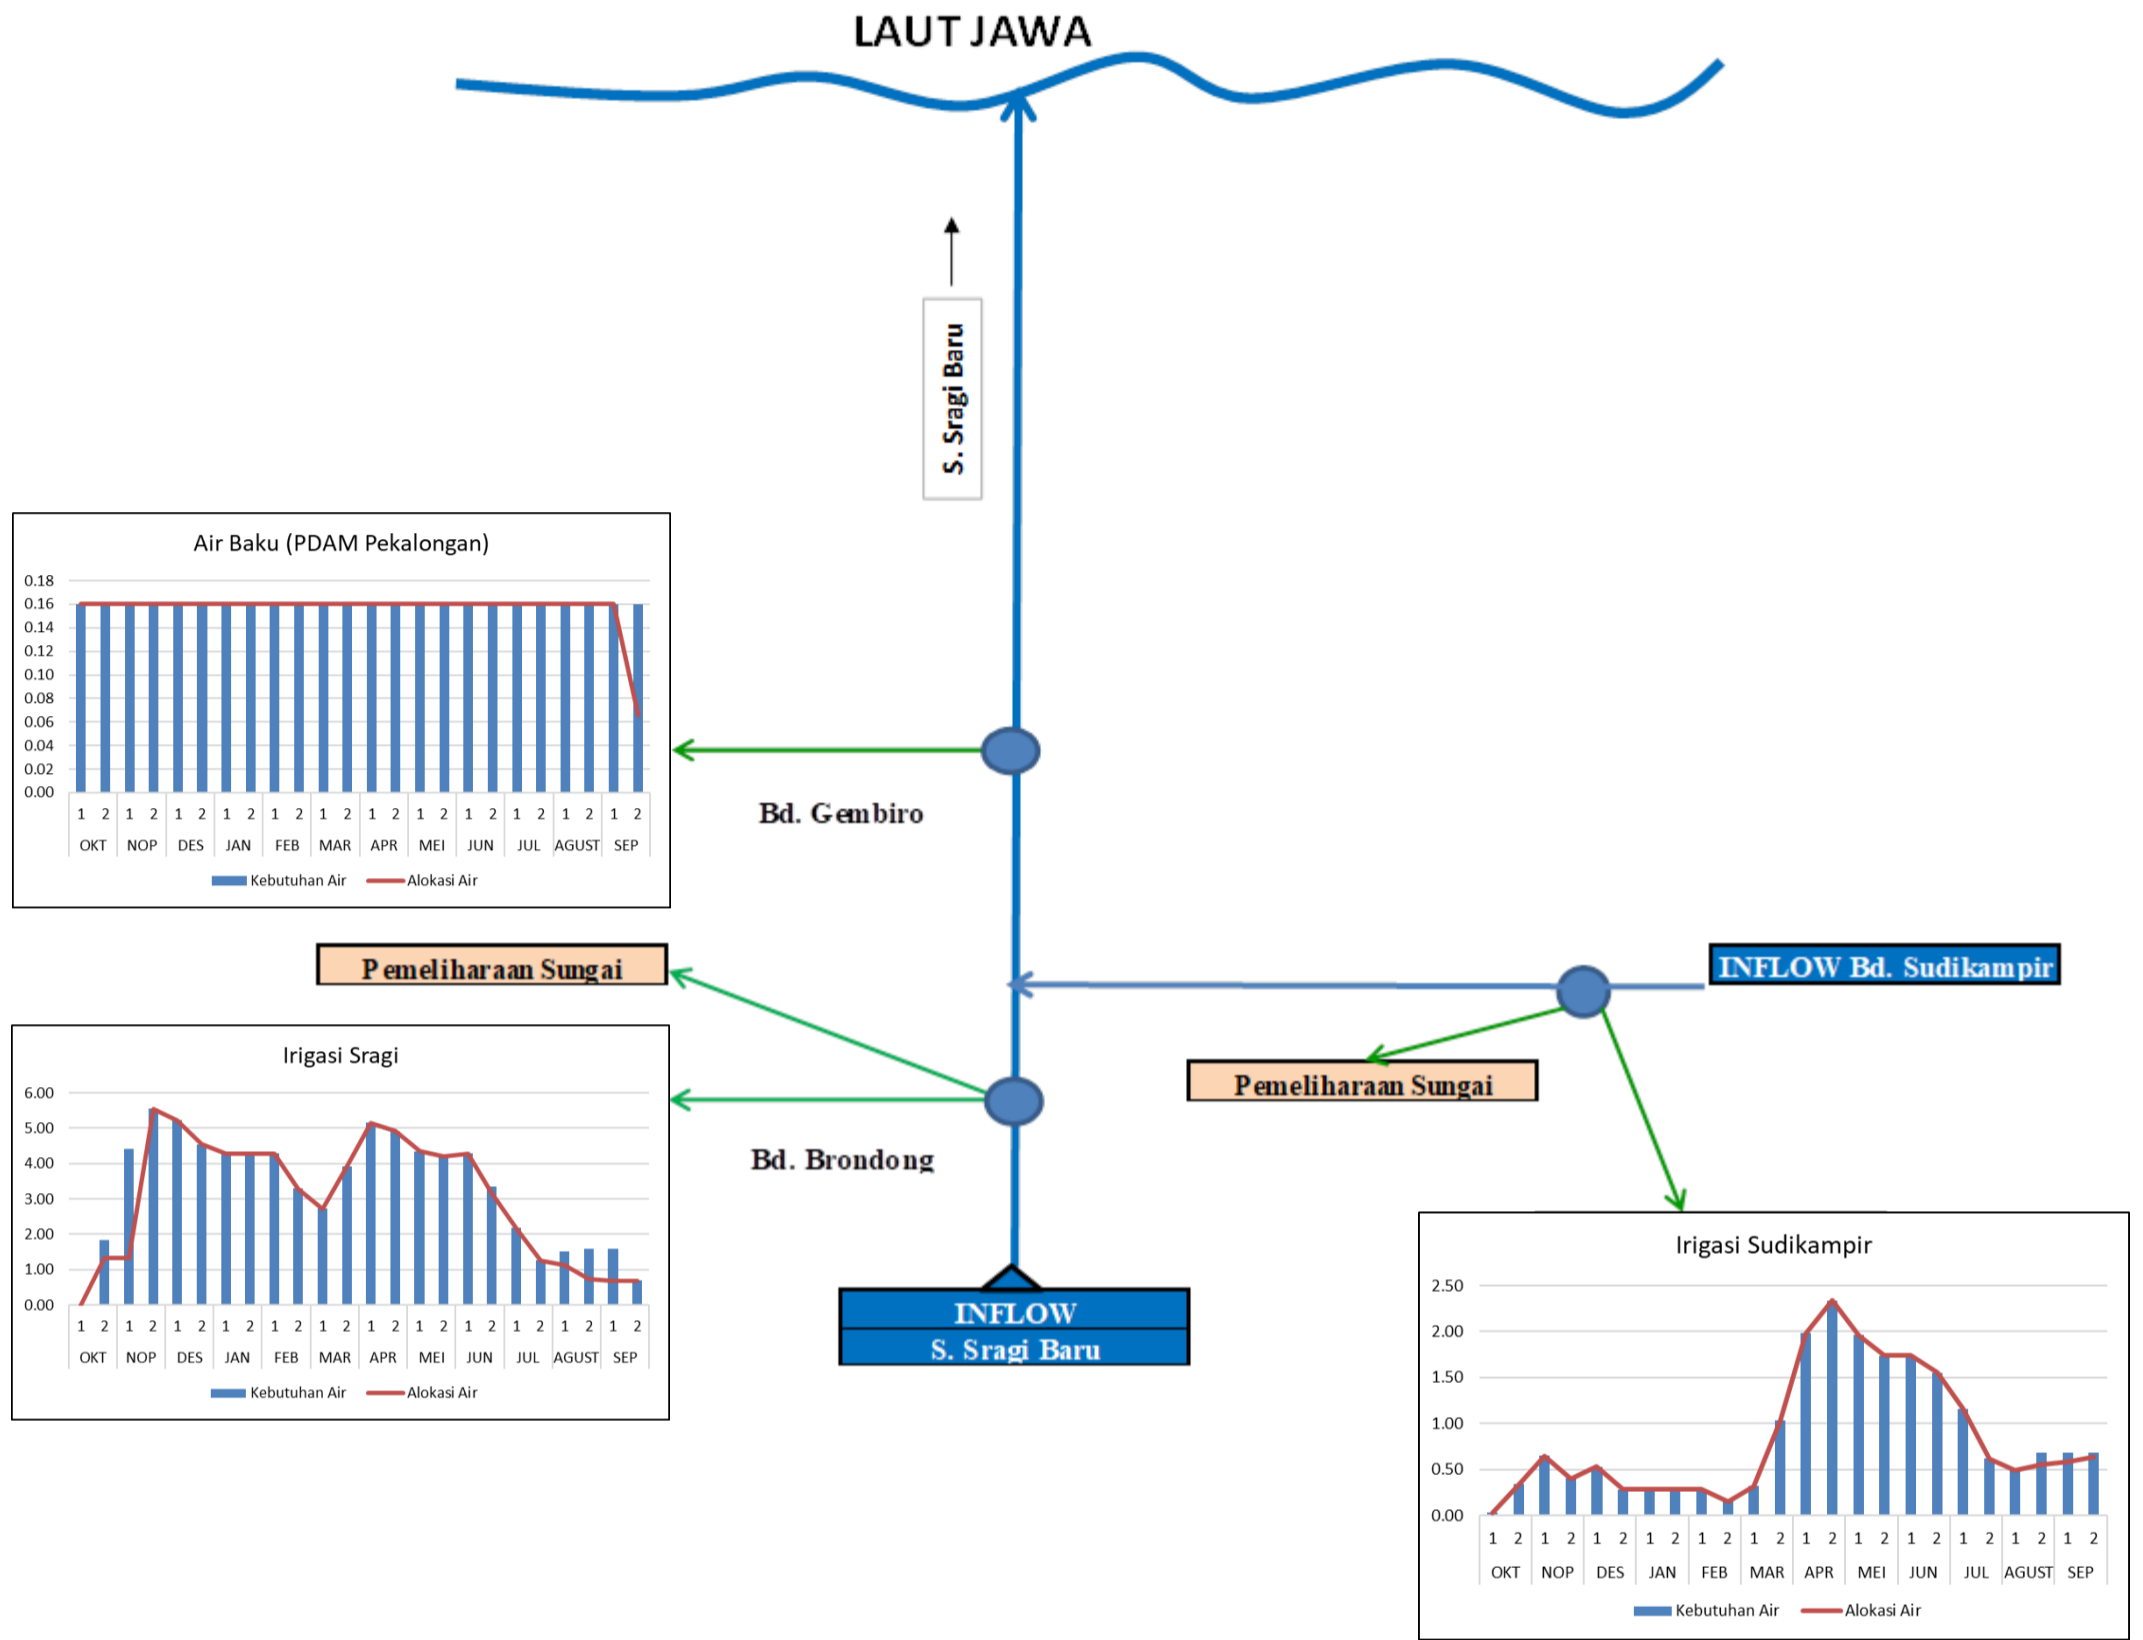 LAUT JAWA
S. Sragi Baru
Air Baku (PDAM Pekalongan)
0.18
0.16
0.14
0.12
0.10
0.08
0.06
0.04
0.02
0.00
1 2 1 2 1 2 1 2 1 2 1 2 1 2 1 2 1 2 1 2 1 2 1 2
OKT NOP DES JAN FEB MAR APR MEI JUN JUL AGUST SEP
Kebutuhan Air Alokasi Air
Bd. Gembiro
Pemeliharaan Sungai
INFLOW Bd. Sudikampir
Pemeliharaan Sungai
Irigasi Sragi
6.00
5.00
4.00
3.00
2.00
1.00
0.00
1 2 1 2 1 2 1 2 1 2 1 2 1 2 1 2 1 2 1 2 1 2 1 2
OKT NOP DES JAN FEB MAR APR MEI JUN JUL AGUST SEP
Kebutuhan Air Alokasi Air
Bd. Brondong
INFLOW
S. Sragi Baru
Irigasi Sudikampir
2.50
2.00
1.50
1.00
0.50
0.00
1 2 1 2 1 2 1 2 1 2 1 2 1 2 1 2 1 2 1 2 1 2 1 2
OKT NOP DES JAN FEB MAR APR MEI JUN JUL AGUST SEP
Kebutuhan Air Alokasi Air